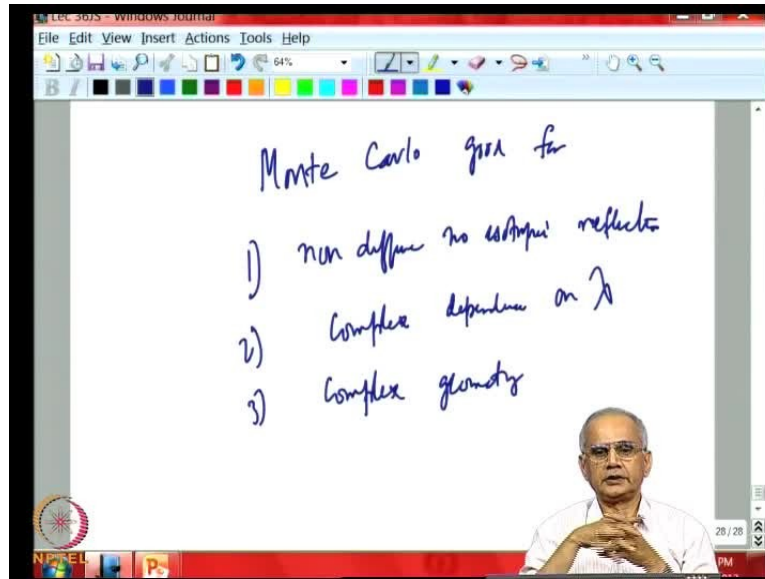 Lec 36JS - Windows Journal
File Edit View Insert Actions Tools Help
64%
B I
Monte Carlo good for
1) non diffuse no isotropic reflection
2) Complex dependence on λ
3) Complex geometry
28 / 28
NPTEL
PM